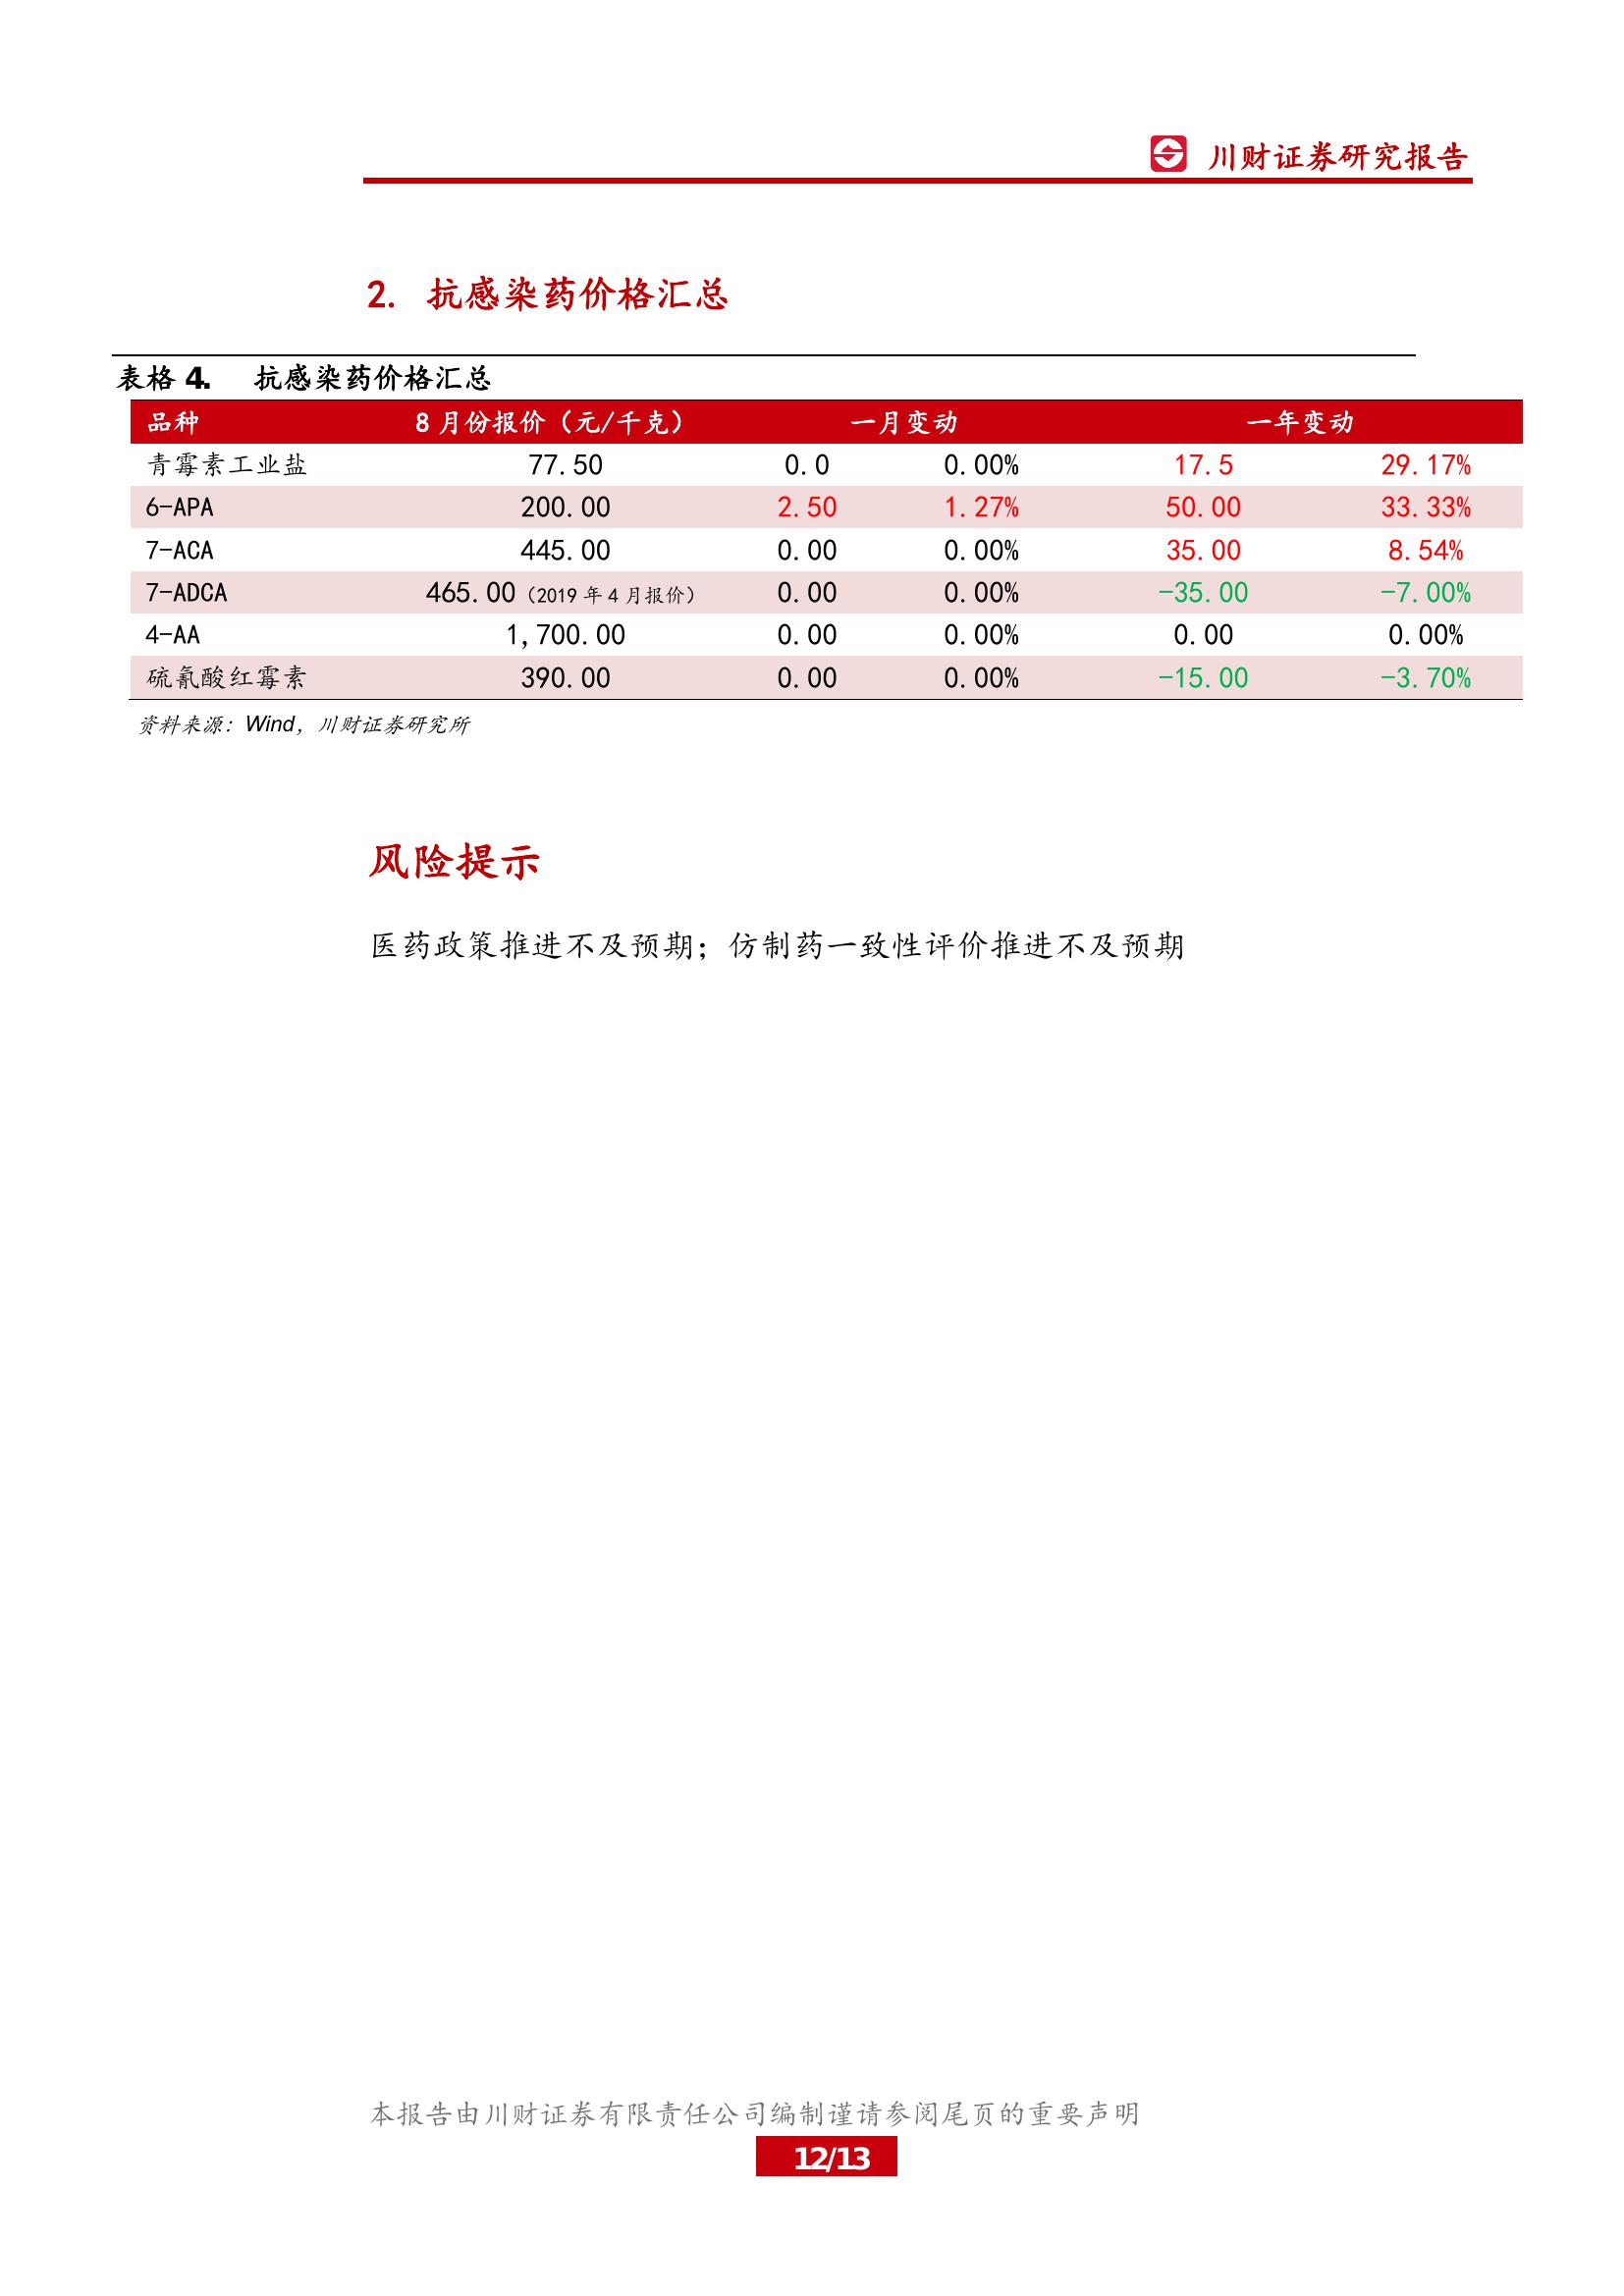 川财证券研究报告
2. 抗感染药价格汇总
表格 4. 抗感染药价格汇总
品种 8 月份报价（元/千克） 一月变动 一年变动
青霉素工业盐 77.50 0.0 0.00% 17.5 29.17%
6-APA 200.00 2.50 1.27% 50.00 33.33%
7-ACA 445.00 0.00 0.00% 35.00 8.54%
7-ADCA 465.00（2019 年 4 月报价） 0.00 0.00% -35.00 -7.00%
4-AA 1,700.00 0.00 0.00% 0.00 0.00%
硫氰酸红霉素 390.00 0.00 0.00% -15.00 -3.70%
资料来源：Wind，川财证券研究所
风险提示
医药政策推进不及预期；仿制药一致性评价推进不及预期
本报告由川财证券有限责任公司编制谨请参阅尾页的重要声明
12/13